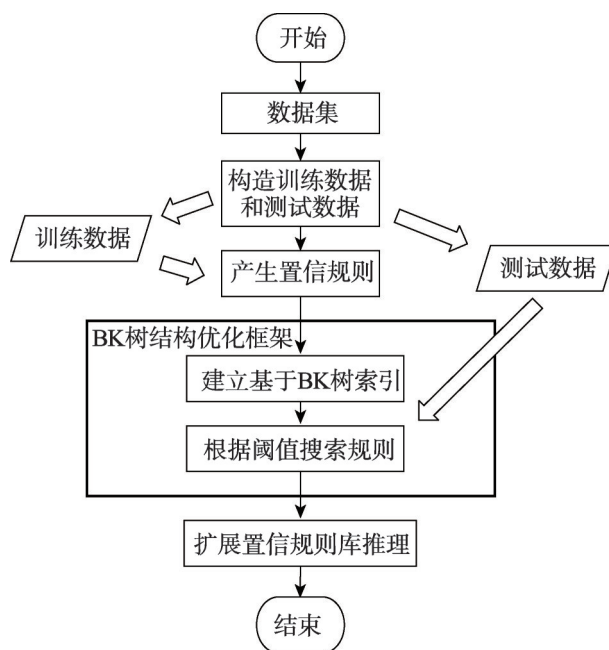 开始
数据集
构造训练数据
和测试数据
训练数据
产生置信规则
测试数据
BK树结构优化框架
建立基于BK树索引
根据阈值搜索规则
扩展置信规则库推理
结束